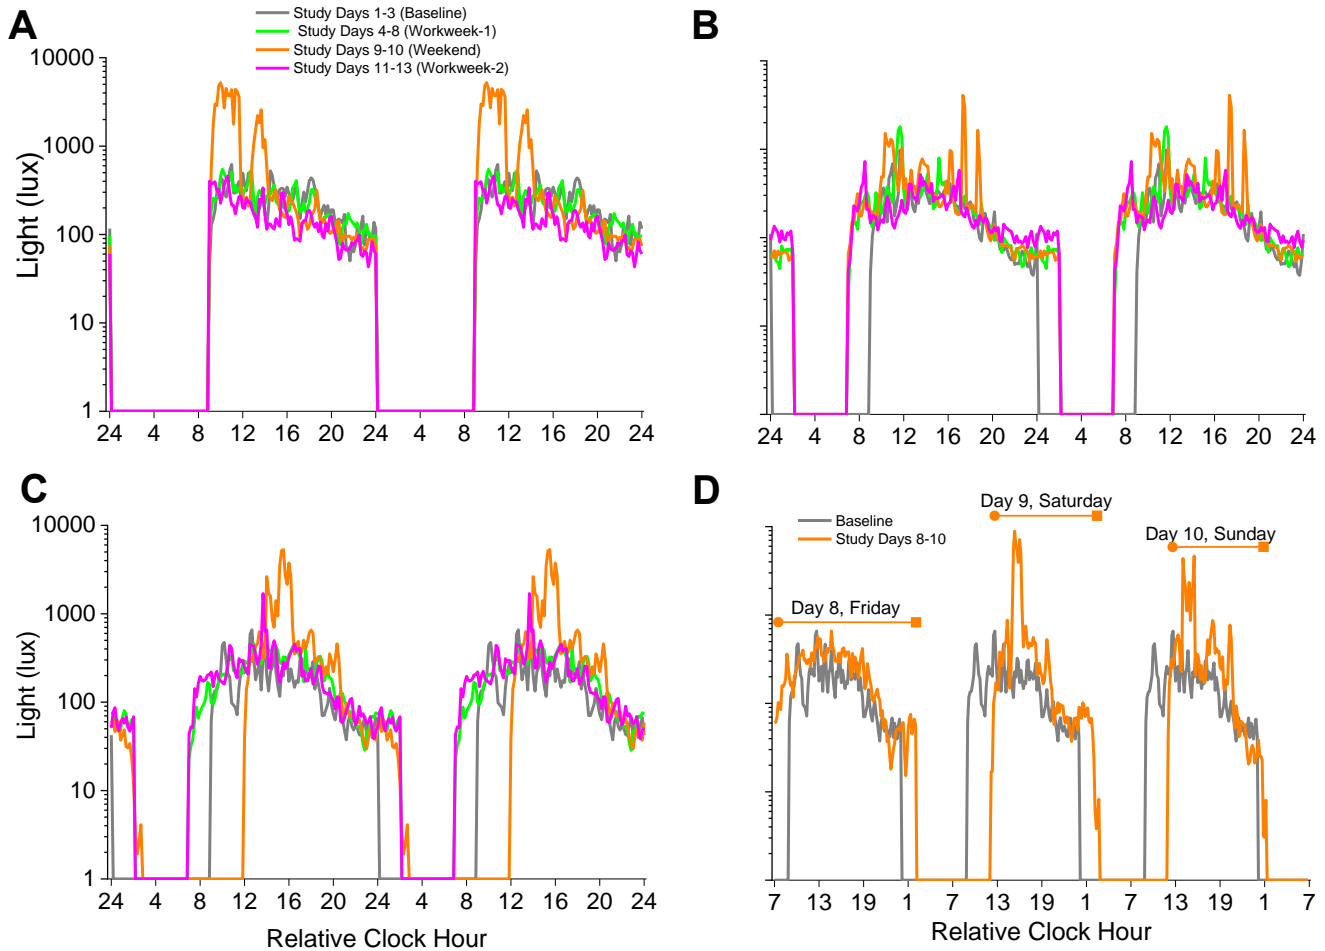 A
Study Days 1-3 (Baseline)
Study Days 4-8 (Workweek-1)
Study Days 9-10 (Weekend)
Study Days 11-13 (Workweek-2)
Light (lux)
10000
1000
100
10
1
24 4 8 12 16 20 24 4 8 12 16 20 24
B
24 4 8 12 16 20 24 4 8 12 16 20 24
C
Light (lux)
10000
1000
100
10
1
24 4 8 12 16 20 24 4 8 12 16 20 24
Relative Clock Hour
D
Baseline
Study Days 8-10
Day 8, Friday
Day 9, Saturday
Day 10, Sunday
7 13 19 1 7 13 19 1 7 13 19 1 7
Relative Clock Hour